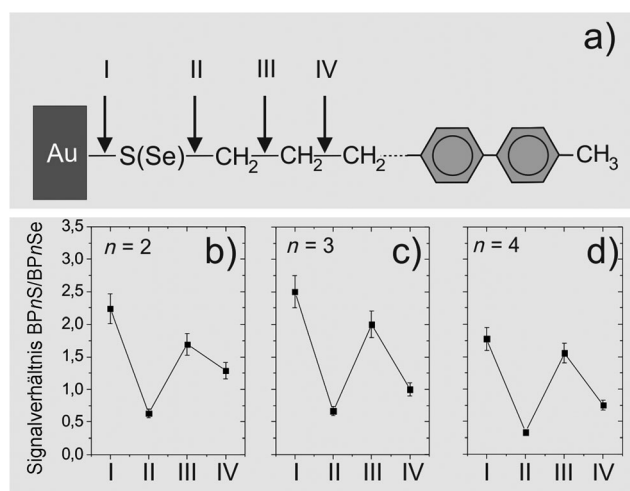 a)
I II III IV
Au S(Se) CH2 CH2 CH2 CH3
Signalverhältnis BPnS/BPnSe
3,5
3,0
2,5
2,0
1,5
1,0
0,5
0,0
n = 2 b)
I II III IV
n = 3 c)
I II III IV
n = 4 d)
I II III IV